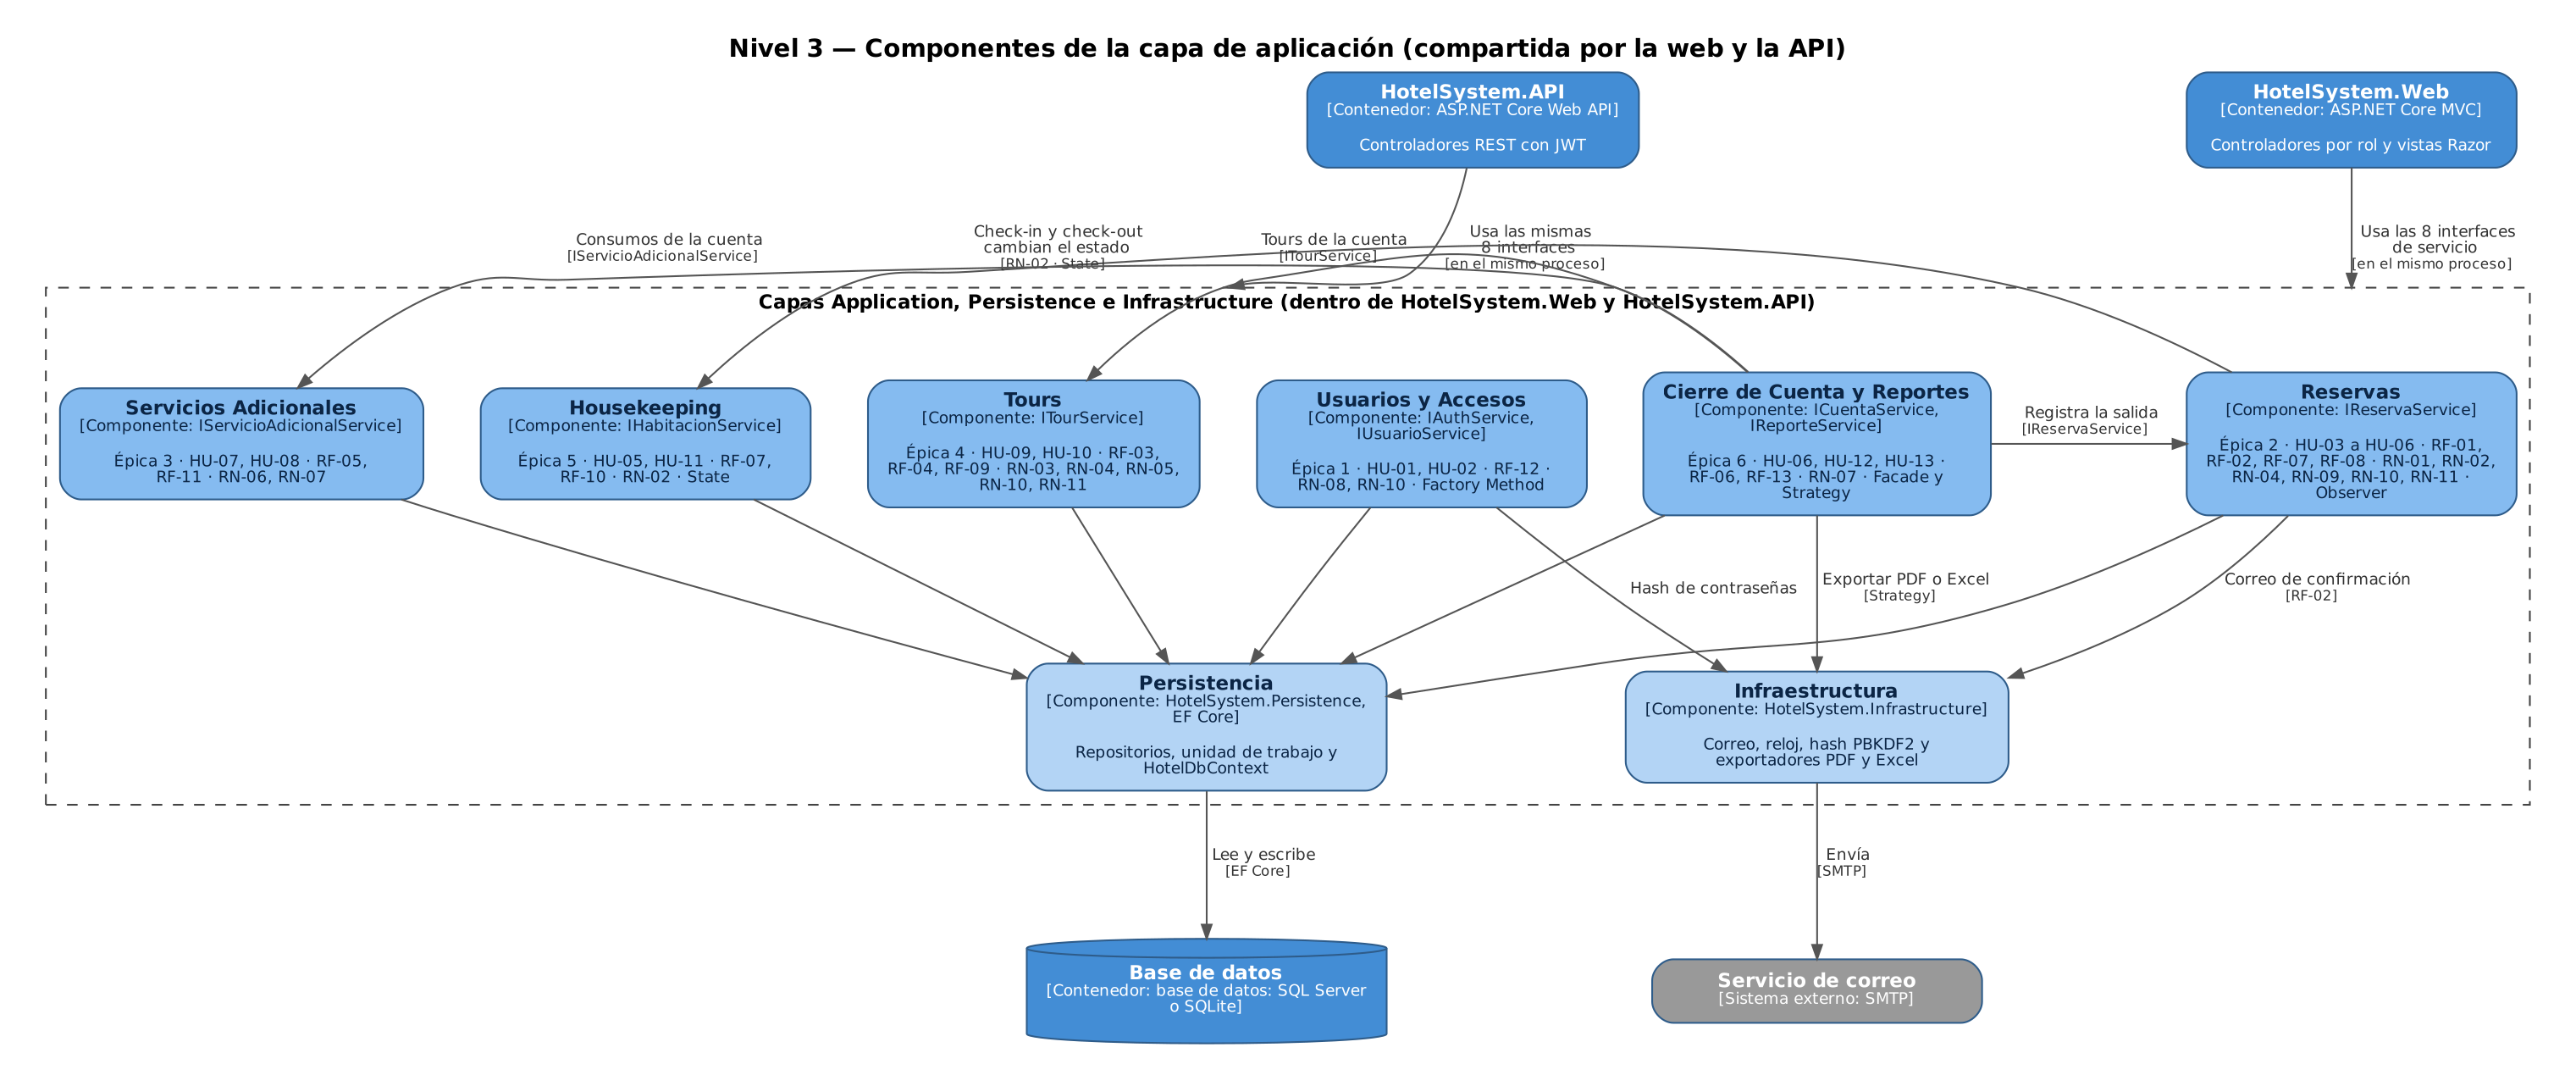 Nivel 3 — Componentes de la capa de aplicación (compartida por la web y la API)
HotelSystem.API
[Contenedor: ASP.NET Core Web API]
Controladores REST con JWT
HotelSystem.Web
[Contenedor: ASP.NET Core MVC]
Controladores por rol y vistas Razor
Consumos de la cuenta
[IServicioAdicionalService]
Check-in y check-out
cambian el estado
[RN-02 · State]
Tours de la cuenta
[ITourService]
Usa las mismas
8 interfaces
[en el mismo proceso]
Usa las 8 interfaces
de servicio
[en el mismo proceso]
Capas Application, Persistence e Infrastructure (dentro de HotelSystem.Web y HotelSystem.API)
Servicios Adicionales
[Componente: IServicioAdicionalService]
Épica 3 · HU-07, HU-08 · RF-05,
RF-11 · RN-06, RN-07
Housekeeping
[Componente: IHabitacionService]
Épica 5 · HU-05, HU-11 · RF-07,
RF-10 · RN-02 · State
Tours
[Componente: ITourService]
Épica 4 · HU-09, HU-10 · RF-03,
RF-04, RF-09 · RN-03, RN-04, RN-05,
RN-10, RN-11
Usuarios y Accesos
[Componente: IAuthService,
IUsuarioService]
Épica 1 · HU-01, HU-02 · RF-12 ·
RN-08, RN-10 · Factory Method
Cierre de Cuenta y Reportes
[Componente: ICuentaService,
IReporteService]
Épica 6 · HU-06, HU-12, HU-13 ·
RF-06, RF-13 · RN-07 · Facade y
Strategy
Registra la salida
[IReservaService]
Reservas
[Componente: IReservaService]
Épica 2 · HU-03 a HU-06 · RF-01,
RF-02, RF-07, RF-08 · RN-01, RN-02,
RN-04, RN-09, RN-10, RN-11 ·
Observer
Hash de contraseñas
Exportar PDF o Excel
[Strategy]
Correo de confirmación
[RF-02]
Persistencia
[Componente: HotelSystem.Persistence,
EF Core]
Repositorios, unidad de trabajo y
HotelDbContext
Infraestructura
[Componente: HotelSystem.Infrastructure]
Correo, reloj, hash PBKDF2 y
exportadores PDF y Excel
Lee y escribe
[EF Core]
Envía
[SMTP]
Base de datos
[Contenedor: base de datos: SQL Server
o SQLite]
Servicio de correo
[Sistema externo: SMTP]